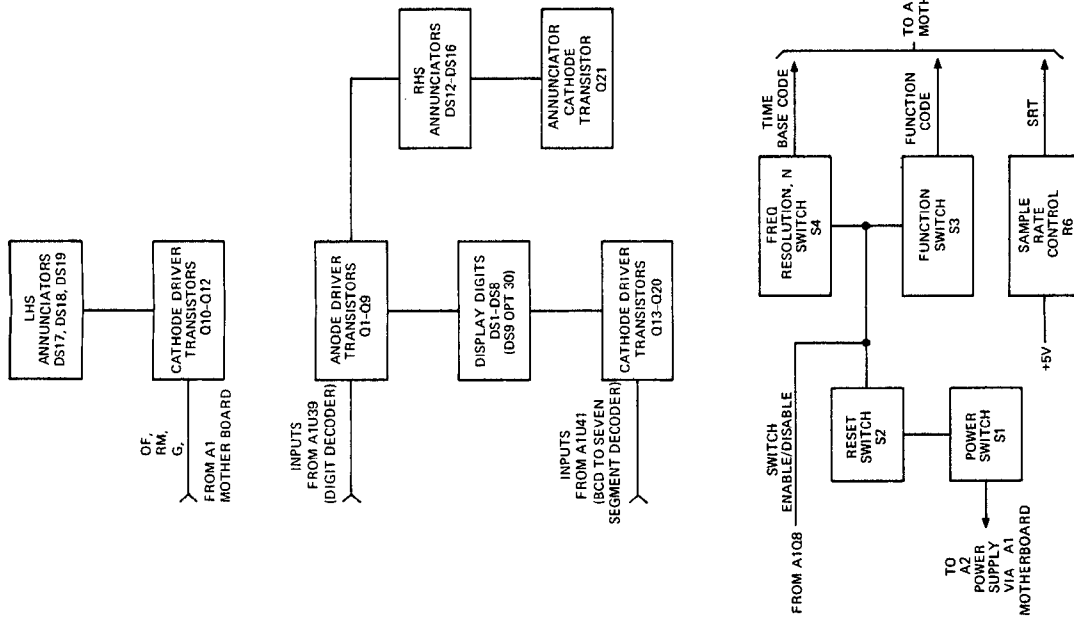 LHS
ANNUNCIATORS
DS17, DS18, DS19
CATHODE DRIVER
TRANSISTORS
Q10-Q12
OF,
RM,
G,
FROM A1
MOTHER BOARD
RHS
ANNUNCIATORS
DS12-DS16
ANNUNCIATOR
CATHODE
TRANSISTOR
Q21
ANODE DRIVER
TRANSISTORS
Q1-Q9
INPUTS
FROM A1U39
(DIGIT DECODER)
DISPLAY DIGITS
DS1-DS8
(DS9 OPT 30)
CATHODE DRIVER
TRANSISTORS
Q13-Q20
INPUTS
FROM A1U41
(BCD TO SEVEN
SEGMENT DECODER)
TO A
MOTH
TIME
BASE CODE
FREQ
RESOLUTION, N
SWITCH
S4
FUNCTION
CODE
FUNCTION
SWITCH
S3
SRT
SAMPLE
RATE
CONTROL
R6
+5V
SWITCH
ENABLE/DISABLE
FROM A1Q8
RESET
SWITCH
S2
POWER
SWITCH
S1
TO
A2
POWER
SUPPLY
VIA A1
MOTHERBOARD